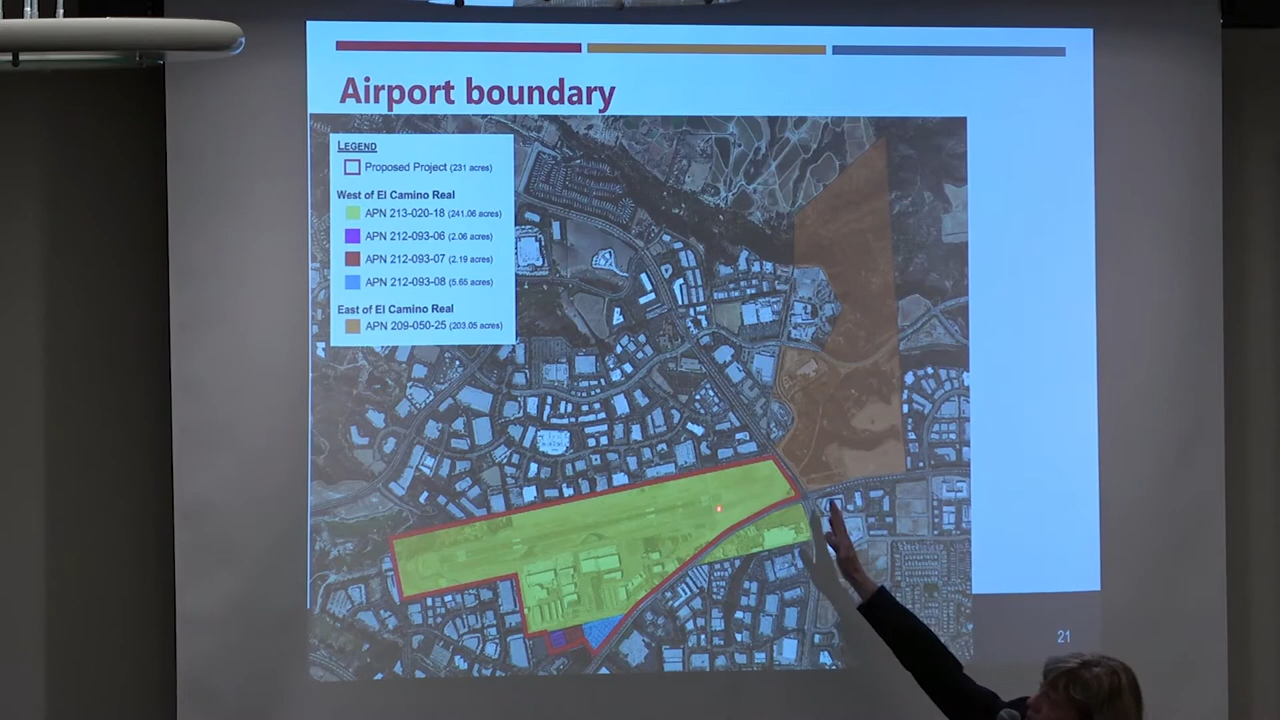 Airport boundary
LEGEND
Proposed Project (231 acres)
West of El Camino Real
APN 213-020-18 (241.06 acres)
APN 212-093-06 (2.06 acres)
APN 212-093-07 (2.19 acres)
APN 212-093-08 (5.65 acres)
East of El Camino Real
APN 209-050-25 (203.05 acres)
21